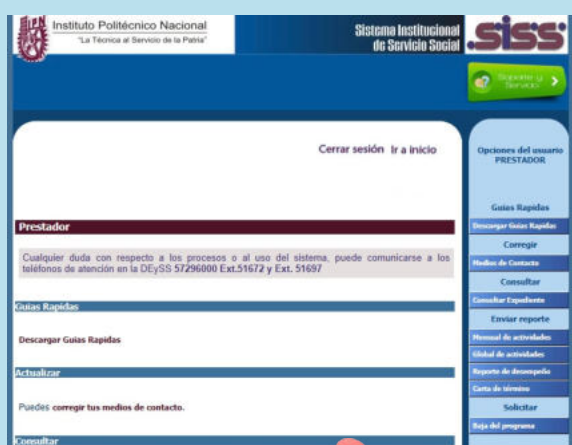 Instituto Politécnico Nacional
"La Técnica al Servicio de la Patria"
Sistema Institucional
de Servicio Social
.siss.
Soporte y
Servicio
Cerrar sesión Ir a inicio
Prestador
Cualquier duda con respecto a los procesos o al uso del sistema, puede comunicarse a los
teléfonos de atención en la DEySS 57296000 Ext.51672 y Ext. 51697
Guias Rapidas
Descargar Guias Rapidas
Actualizar
Puedes corregir tus medios de contacto.
Consultar
Opciones del usuario
PRESTADOR
Guias Rapidas
Descargar Guias Rapidas
Corregir
Medios de Contacto
Consultar
Consultar Expediente
Enviar reporte
Mensual de actividades
Global de actividades
Reporte de desempeño
Carta de término
Solicitar
Baja del programa